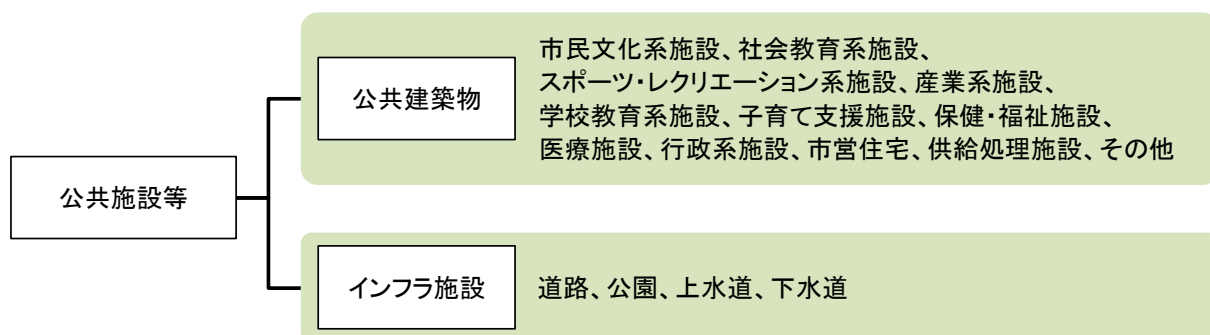 公共施設等
公共建築物
市民文化系施設、社会教育系施設、
スポーツ・レクリエーション系施設、産業系施設、
学校教育系施設、子育て支援施設、保健・福祉施設、
医療施設、行政系施設、市営住宅、供給処理施設、その他
インフラ施設
道路、公園、上水道、下水道